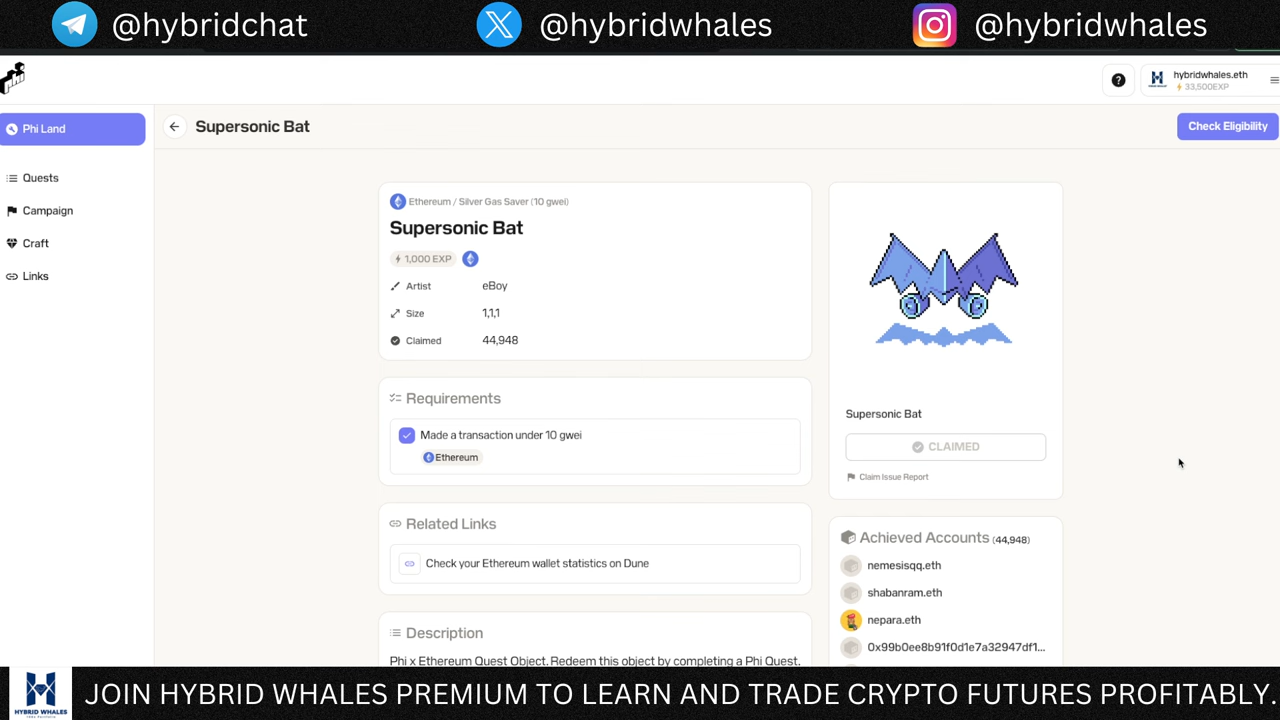 @hybridchat
@hybridwhales
@hybridwhales
hybridwhales.eth
33,500EXP
Phi Land
Supersonic Bat
Check Eligibility
Quests
Campaign
Craft
Links
Ethereum / Silver Gas Saver (10 gwei)
Supersonic Bat
1,000 EXP
Artist eBoy
Size 1,1,1
Claimed 44,948
Requirements
Made a transaction under 10 gwei
Ethereum
Related Links
Check your Ethereum wallet statistics on Dune
Description
Phi x Ethereum Quest Object. Redeem this object by completing a Phi Quest.
Supersonic Bat
CLAIMED
Claim Issue Report
Achieved Accounts (44,948)
nemesisqq.eth
shabanram.eth
nepara.eth
0x99b0ee8b91f0d1e7a32947df1...
HYBRID WHALES
JOIN HYBRID WHALES PREMIUM TO LEARN AND TRADE CRYPTO FUTURES PROFITABLY.